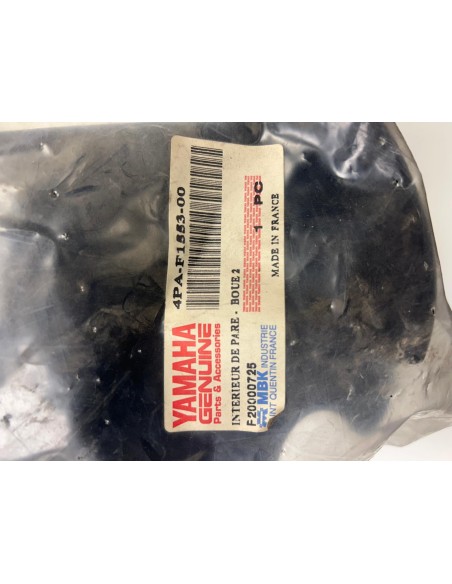 4PA-F1553-00
YAMAHA
GENUINE
Parts & Accessories
INTERIEUR DE PARE - BOUE 2
1 PC
MADE IN FRANCE
F20000725
MBK INDUSTRIE
INT QUENTIN FRANCE